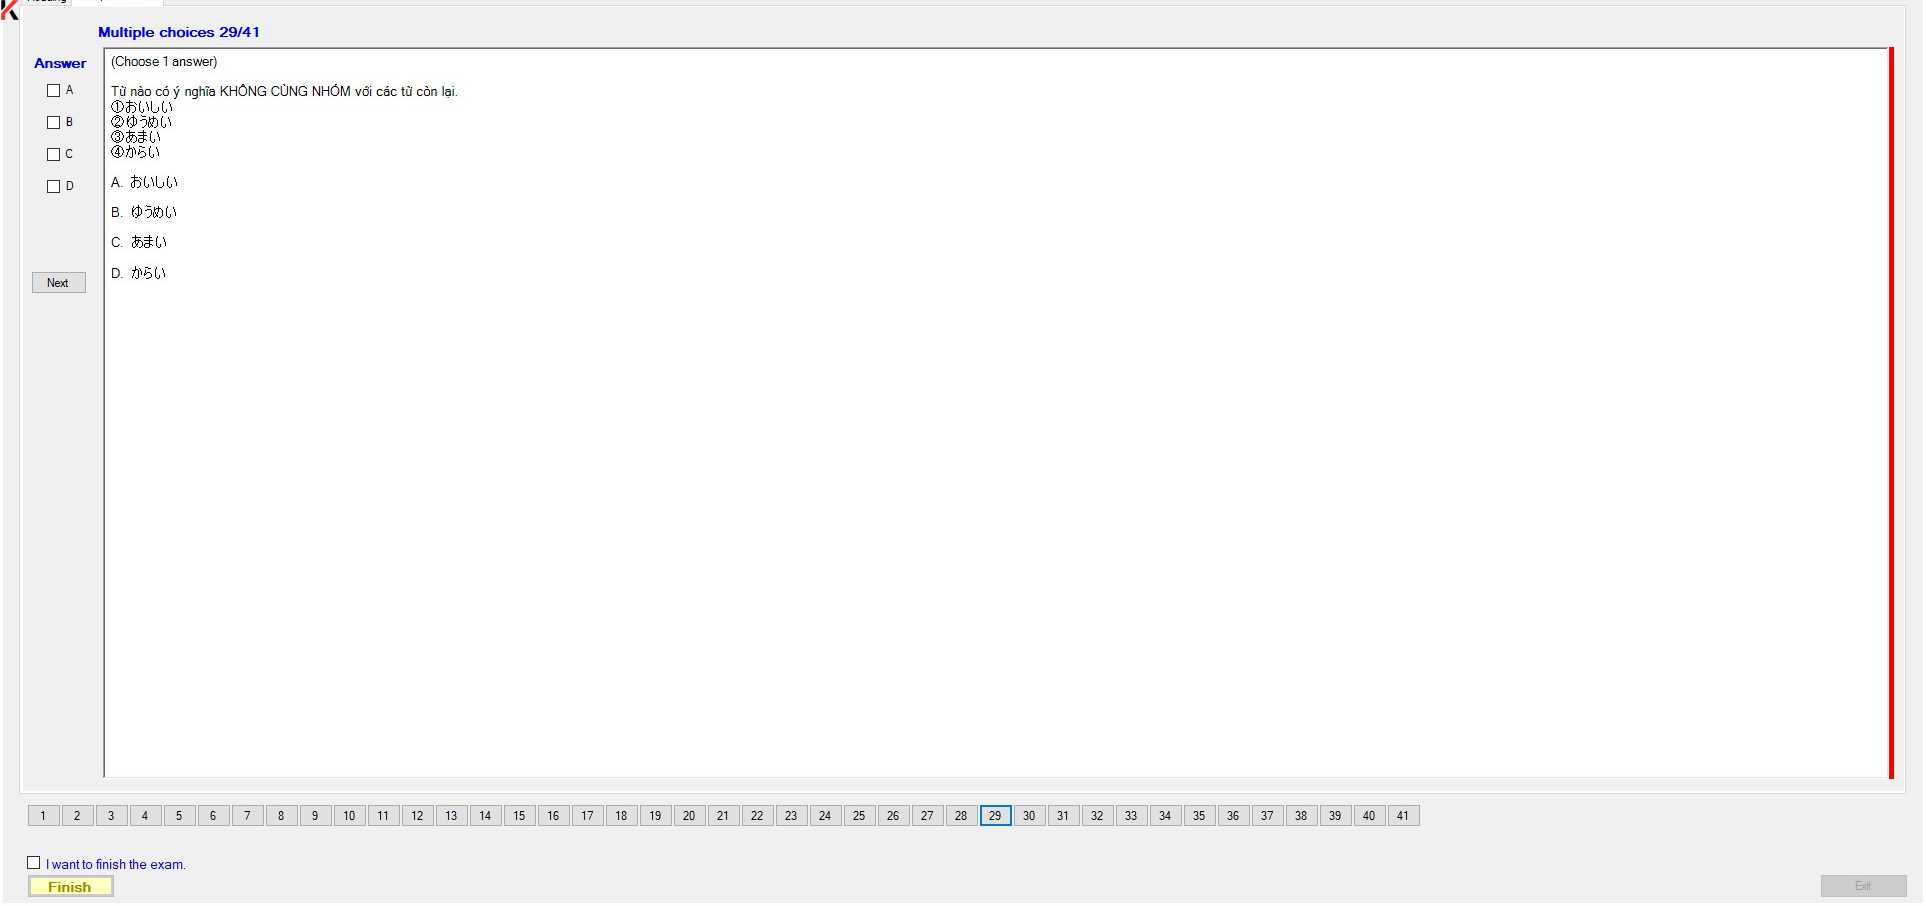 Multiple choices 29/41
Answer
A
B
C
D
Next
(Choose 1 answer)
Từ nào có ý nghĩa KHÔNG CÙNG NHÓM với các từ còn lại.
①おいしい
②ゆうめい
③あまい
④からい
A. おいしい
B. ゆうめい
C. あまい
D. からい
1 2 3 4 5 6 7 8 9 10 11 12 13 14 15 16 17 18 19 20 21 22 23 24 25 26 27 28 29 30 31 32 33 34 35 36 37 38 39 40 41
I want to finish the exam.
Finish
Exit